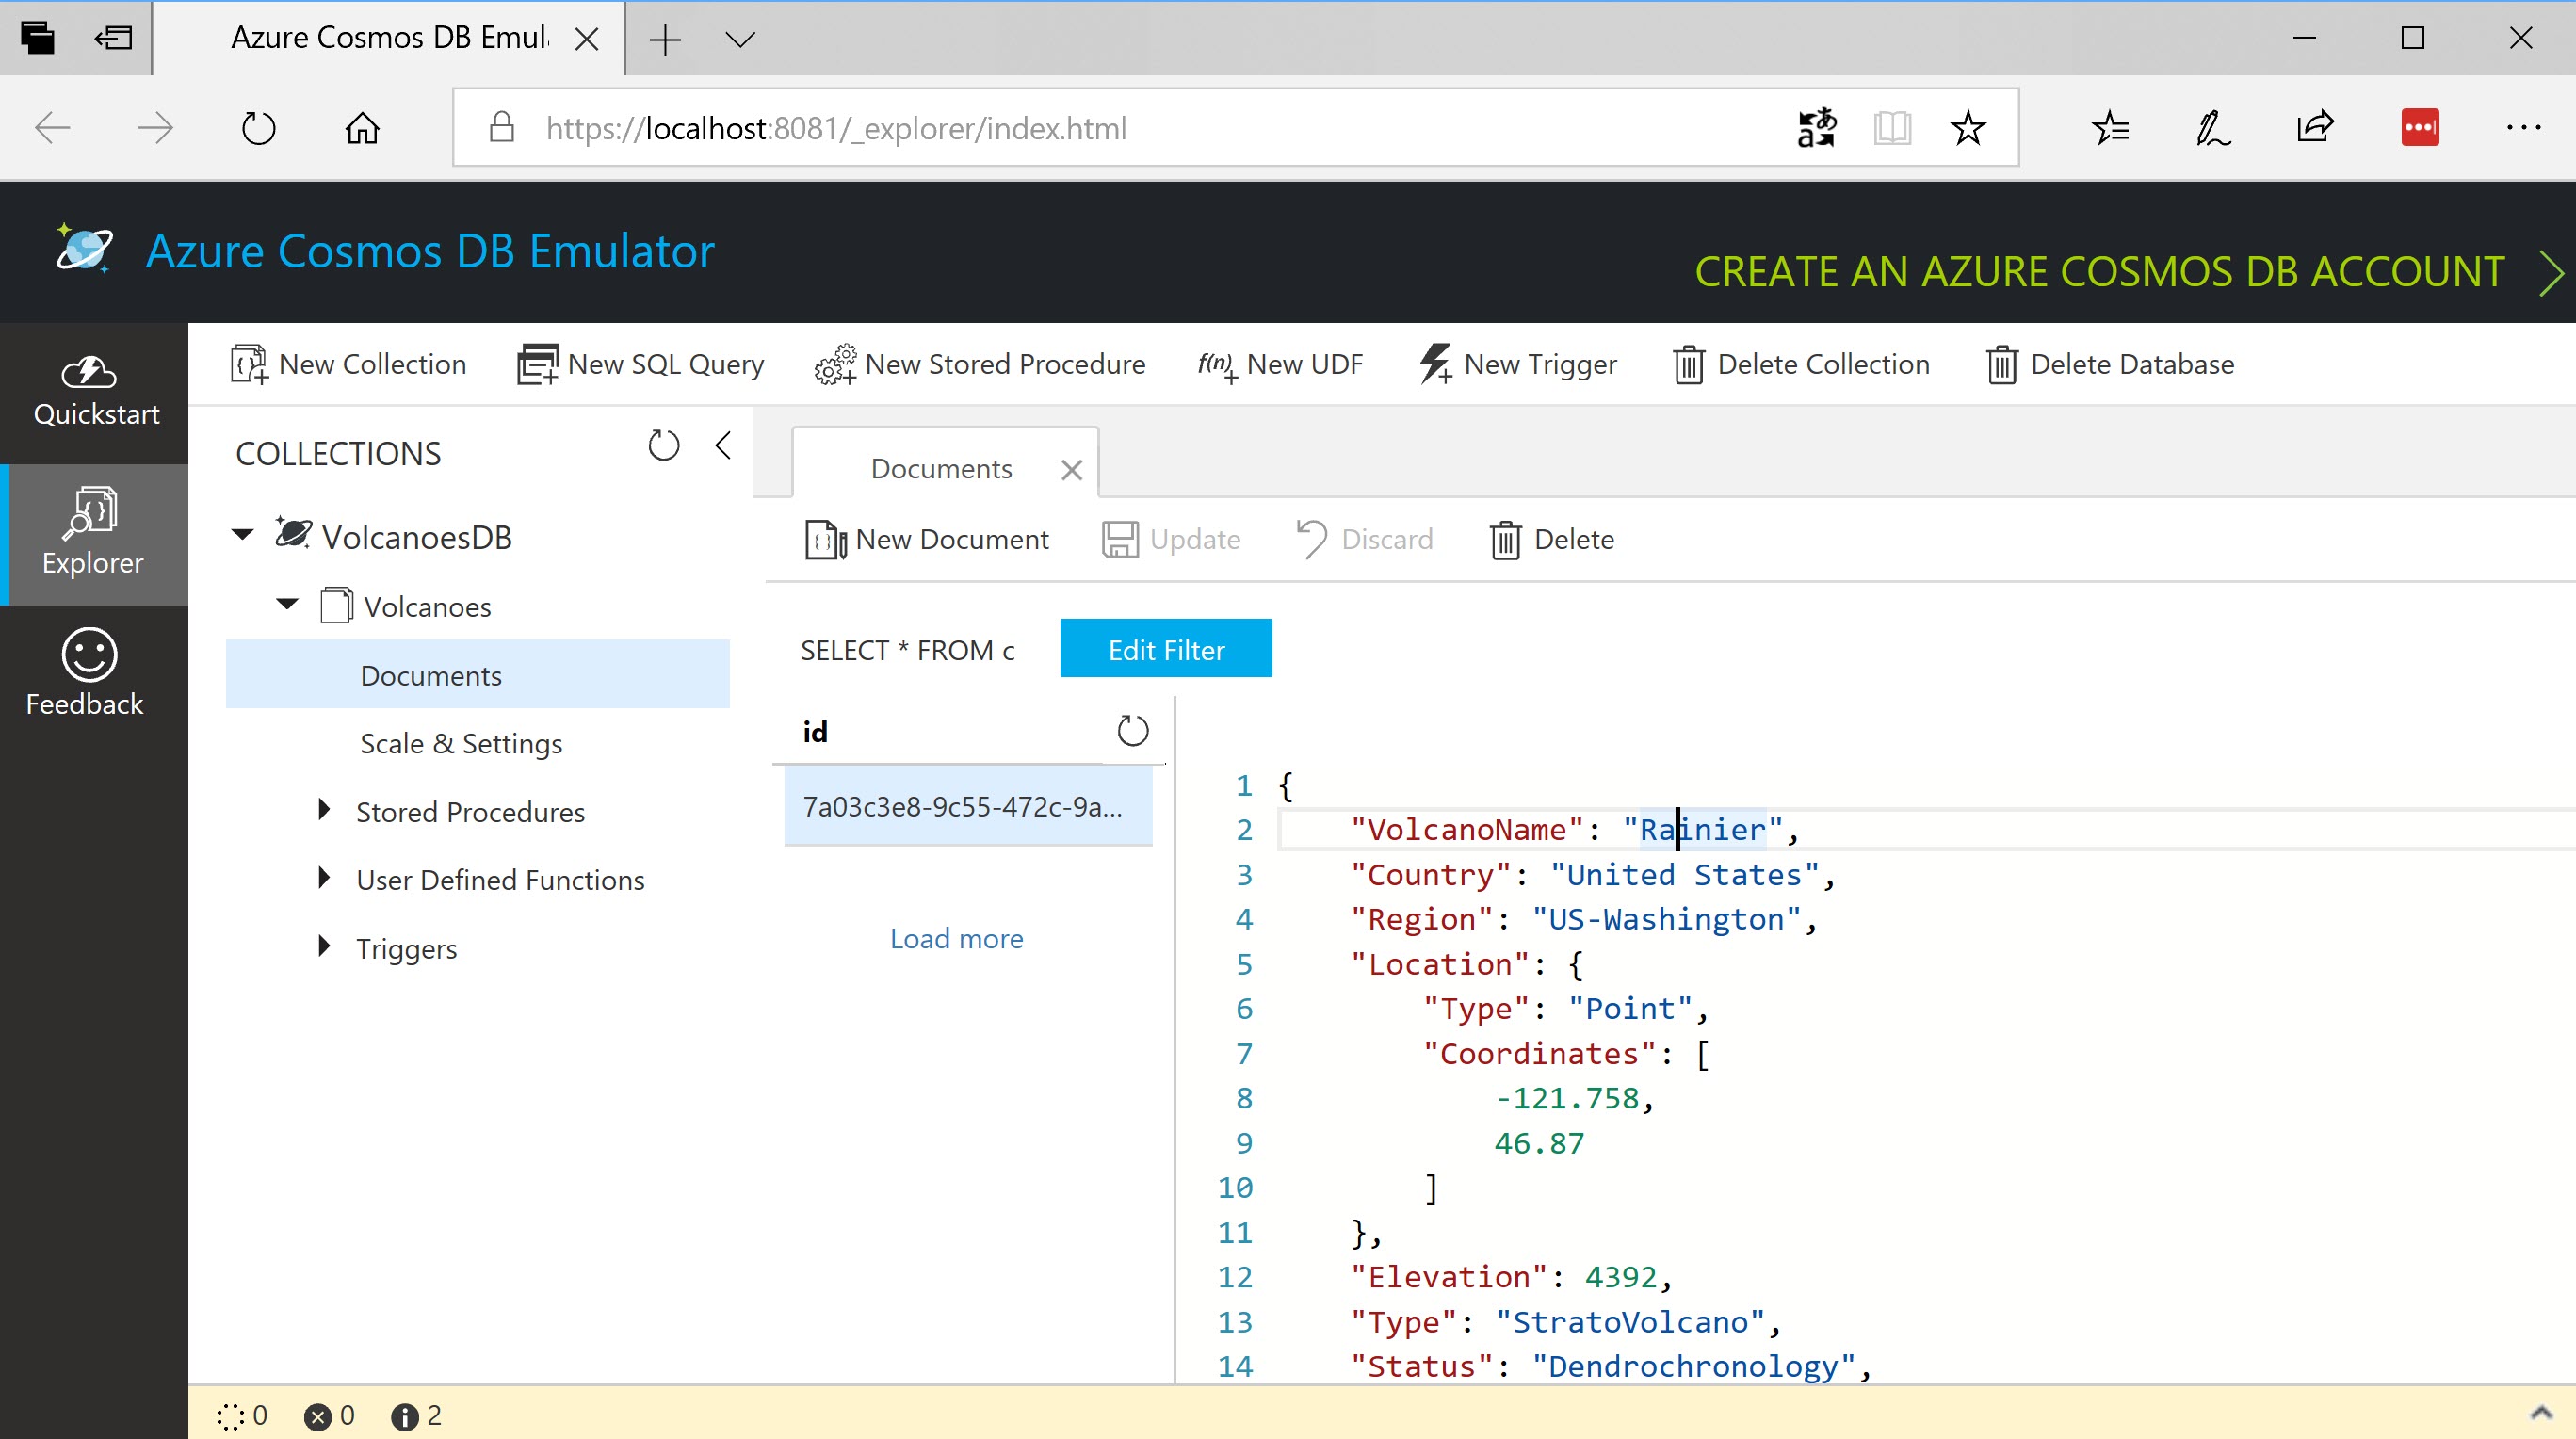 Azure Cosmos DB Emul
https://localhost:8081/_explorer/index.html
Azure Cosmos DB Emulator
CREATE AN AZURE COSMOS DB ACCOUNT
Quickstart
Explorer
Feedback
New Collection New SQL Query New Stored Procedure f(n) New UDF New Trigger Delete Collection Delete Database
COLLECTIONS
VolcanoesDB
Volcanoes
Documents
Scale & Settings
Stored Procedures
User Defined Functions
Triggers
Documents
New Document Update Discard Delete
SELECT * FROM c Edit Filter
id
7a03c3e8-9c55-472c-9a...
Load more
1 {
2 "VolcanoName": "Rainier",
3 "Country": "United States",
4 "Region": "US-Washington",
5 "Location": {
6 "Type": "Point",
7 "Coordinates": [
8 -121.758,
9 46.87
10 ]
11 },
12 "Elevation": 4392,
13 "Type": "StratoVolcano",
14 "Status": "Dendrochronology",
0 0 2